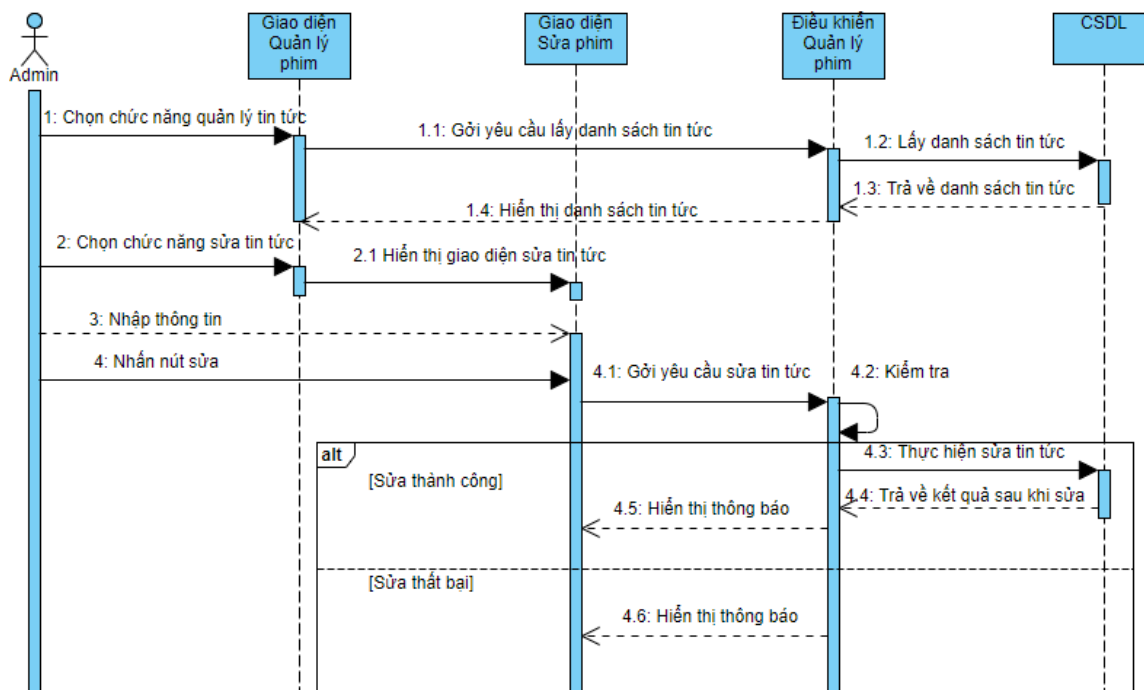 Giao diện
Quản lý
phim
Giao diện
Sửa phim
Điều khiển
Quản lý
phim
CSDL
Admin
1: Chọn chức năng quản lý tin tức
1.1: Gởi yêu cầu lấy danh sách tin tức
1.2: Lấy danh sách tin tức
1.3: Trả về danh sách tin tức
1.4: Hiển thị danh sách tin tức
2: Chọn chức năng sửa tin tức
2.1 Hiển thị giao diện sửa tin tức
3: Nhập thông tin
4: Nhấn nút sửa
4.1: Gởi yêu cầu sửa tin tức
4.2: Kiểm tra
alt
4.3: Thực hiện sửa tin tức
[Sửa thành công]
4.4: Trả về kết quả sau khi sửa
4.5: Hiển thị thông báo
[Sửa thất bại]
4.6: Hiển thị thông báo